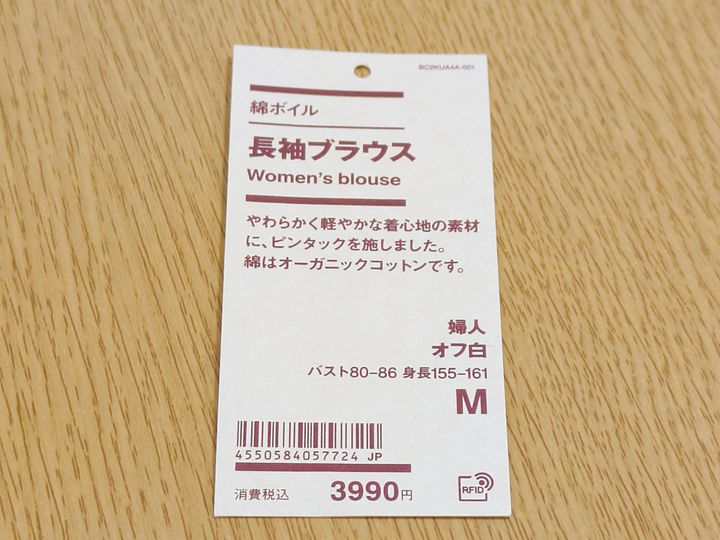 BC2KUA4A-001
綿ボイル
長袖ブラウス
Women's blouse
やわらかく軽やかな着心地の素材
に、ピンタックを施しました。
綿はオーガニックコットンです。
婦人
オフ白
バスト80–86 身長155–161
M
4550584057724 JP
消費税込 3990円
RFID